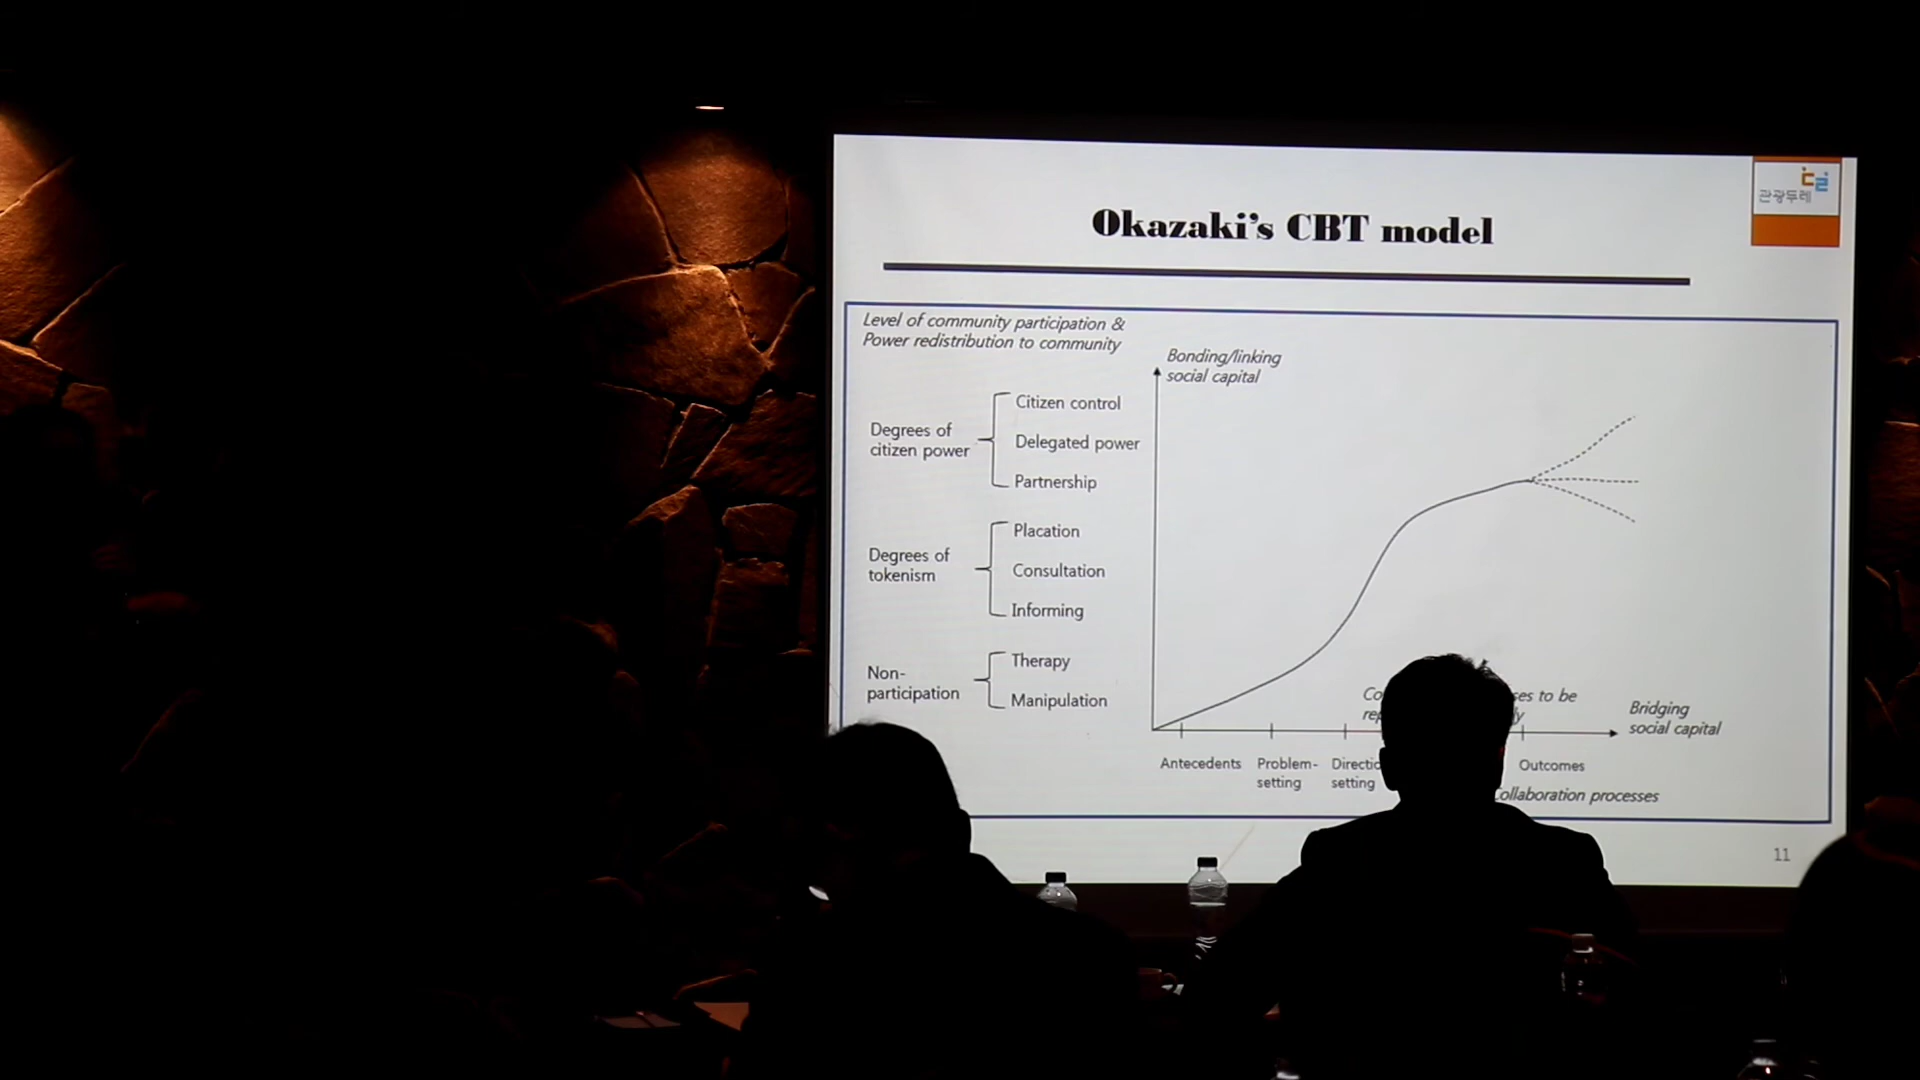 관광두레
Okazaki's CBT model
Level of community participation &
Power redistribution to community
Bonding/linking
social capital
Degrees of
citizen power
Citizen control
Delegated power
Partnership
Degrees of
tokenism
Placation
Consultation
Informing
Non-
participation
Therapy
Manipulation
to be
Bridging
social capital
Antecedents
Problem-
setting
setting
Outcomes
processes
11